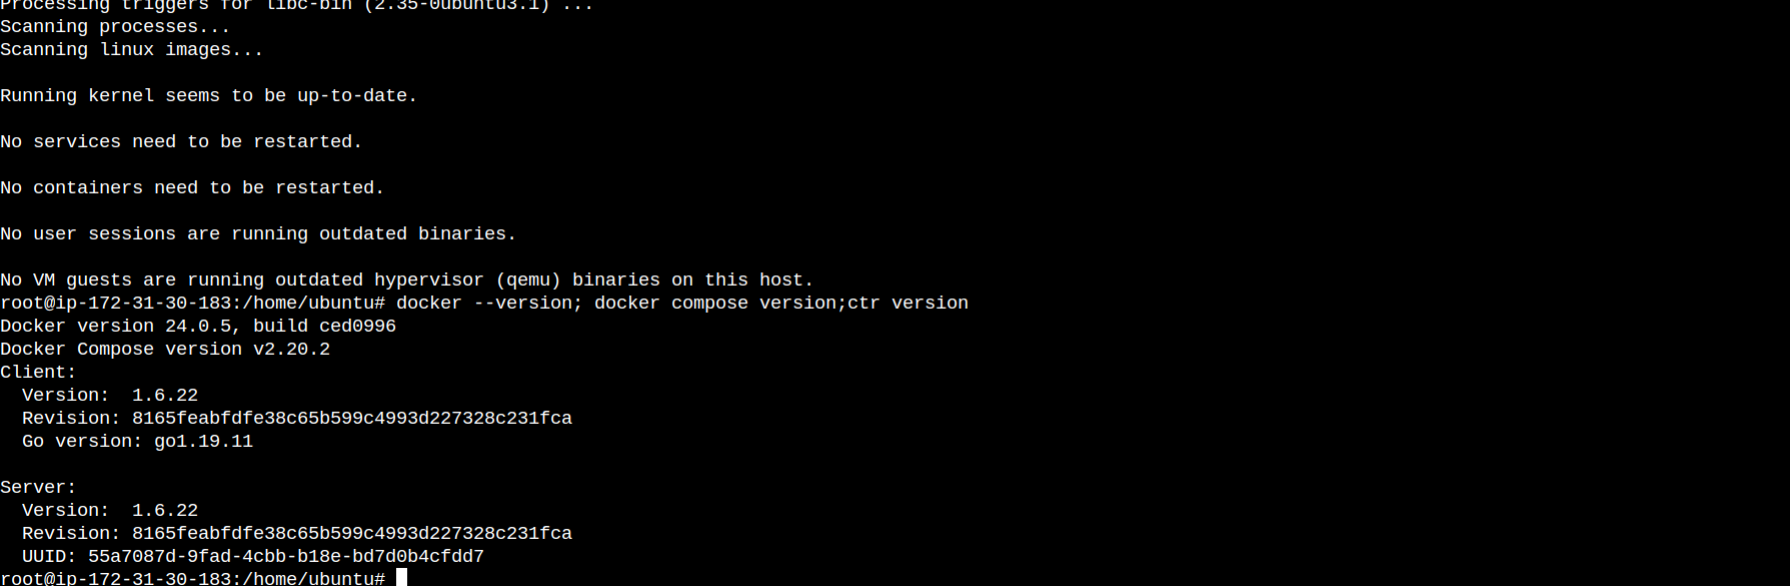 Processing triggers for libc-bin (2.35-0ubuntu3.1) ...
Scanning processes...
Scanning linux images...
Running kernel seems to be up-to-date.
No services need to be restarted.
No containers need to be restarted.
No user sessions are running outdated binaries.
No VM guests are running outdated hypervisor (qemu) binaries on this host.
root@ip-172-31-30-183:/home/ubuntu# docker --version; docker compose version;ctr version
Docker version 24.0.5, build ced0996
Docker Compose version v2.20.2
Client:
  Version:  1.6.22
  Revision: 8165feabfdfe38c65b599c4993d227328c231fca
  Go version: go1.19.11
Server:
  Version:  1.6.22
  Revision: 8165feabfdfe38c65b599c4993d227328c231fca
  UUID: 55a7087d-9fad-4cbb-b18e-bd7d0b4cfdd7
root@ip-172-31-30-183:/home/ubuntu#